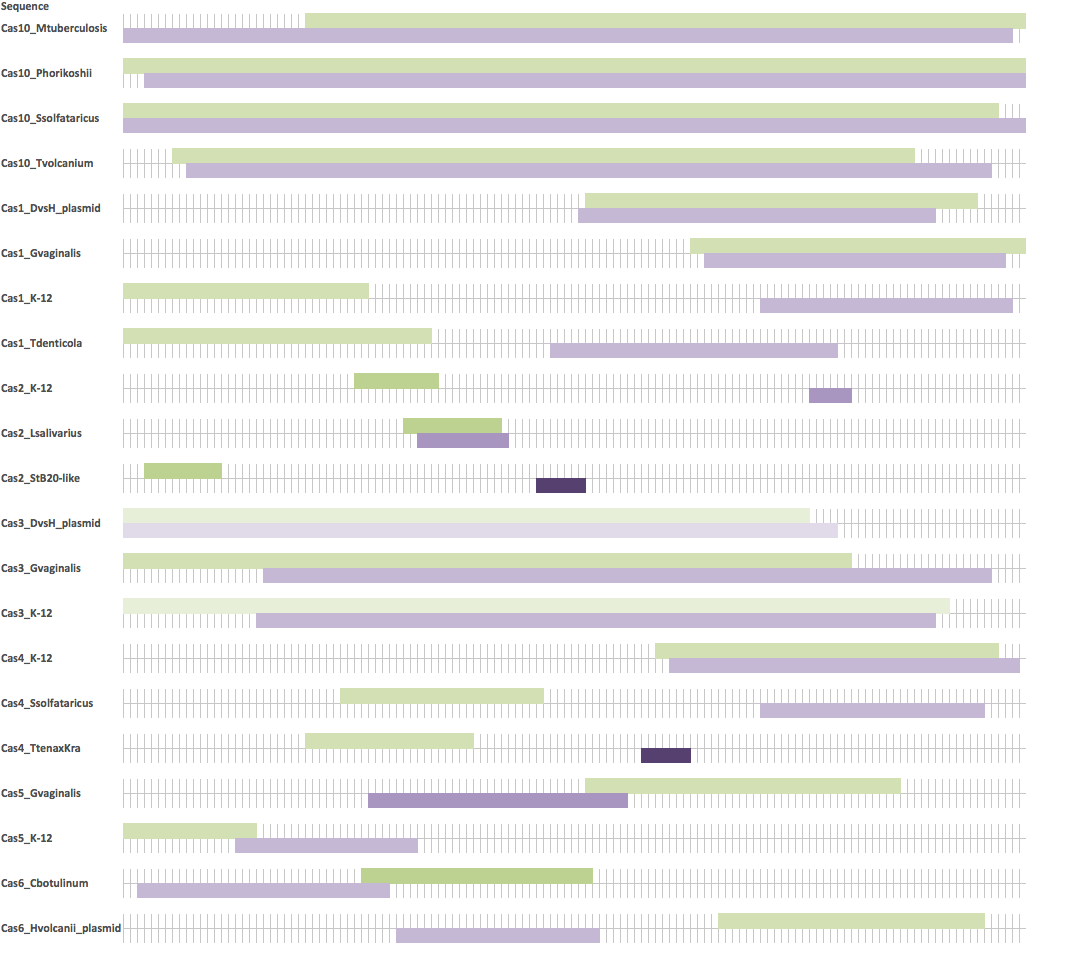 Sequence
Cas10_Mtuberculosis
Cas10_Phorikoshii
Cas10_Ssolfataricus
Cas10_Tvolcanium
Cas1_DvsH_plasmid
Cas1_Gvaginalis
Cas1_K-12
Cas1_Tdenticola
Cas2_K-12
Cas2_Lsalivarius
Cas2_StB20-like
Cas3_DvsH_plasmid
Cas3_Gvaginalis
Cas3_K-12
Cas4_K-12
Cas4_Ssolfataricus
Cas4_TtenaxKra
Cas5_Gvaginalis
Cas5_K-12
Cas6_Cbotulinum
Cas6_Hvolcanii_plasmid